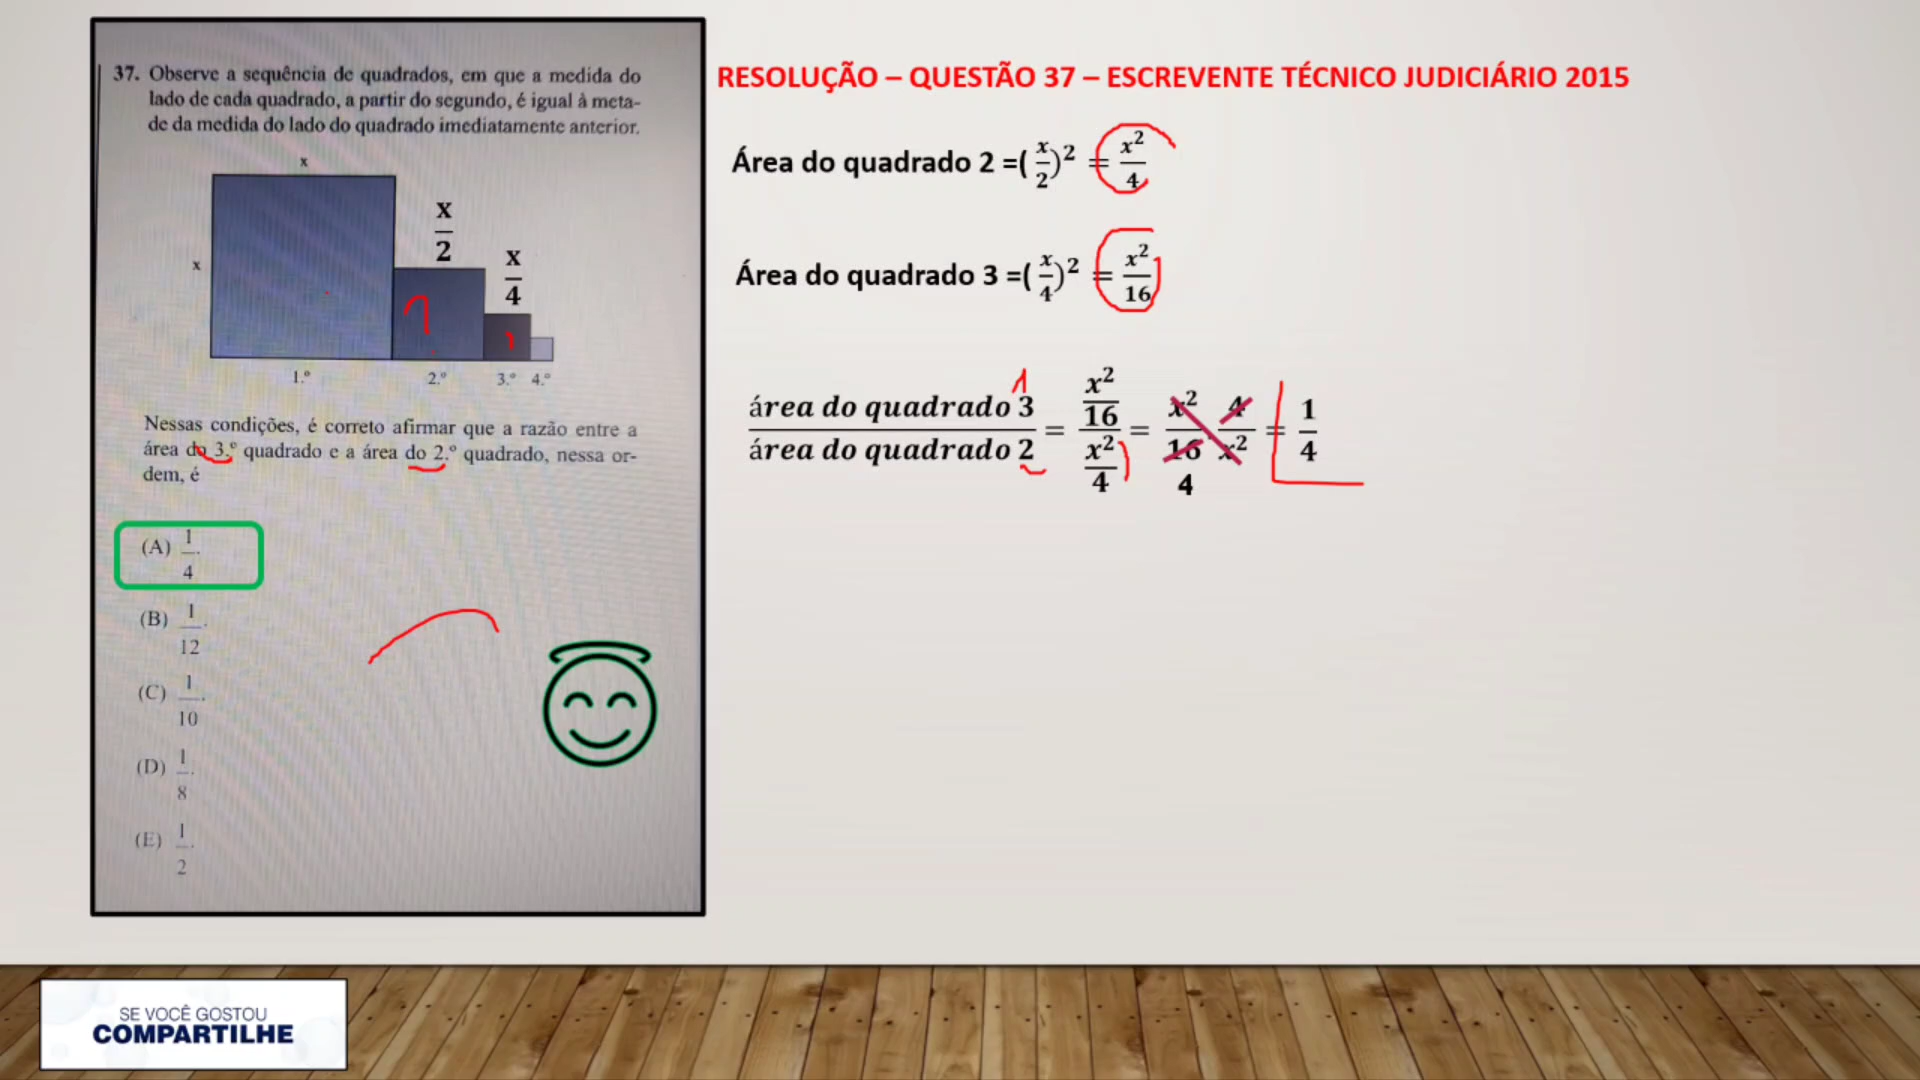 37. Observe a sequência de quadrados, em que a medida do
lado de cada quadrado, a partir do segundo, é igual à meta-
de da medida do lado do quadrado imediatamente anterior.
x
x
x/2
x/4
1.º 2.º 3.º 4.º
Nessas condições, é correto afirmar que a razão entre a
área do 3.º quadrado e a área do 2.º quadrado, nessa or-
dem, é
(A) 1/4.
(B) 1/12.
(C) 1/10.
(D) 1/8.
(E) 1/2.
RESOLUÇÃO – QUESTÃO 37 – ESCREVENTE TÉCNICO JUDICIÁRIO 2015
Área do quadrado 2 =(x/2)² = x²/4
Área do quadrado 3 =(x/4)² = x²/16
área do quadrado 3 / área do quadrado 2 = (x²/16)/(x²/4) = x²/16 · 4/x² = 1/4
4
SE VOCÊ GOSTOU
COMPARTILHE